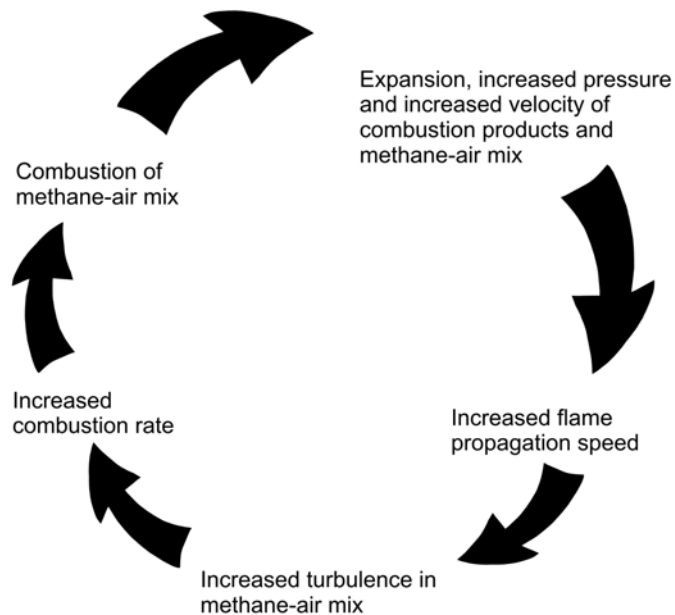 Expansion, increased pressure
and increased velocity of
combustion products and
methane-air mix
Increased flame
propagation speed
Increased turbulence in
methane-air mix
Increased
combustion rate
Combustion of
methane-air mix